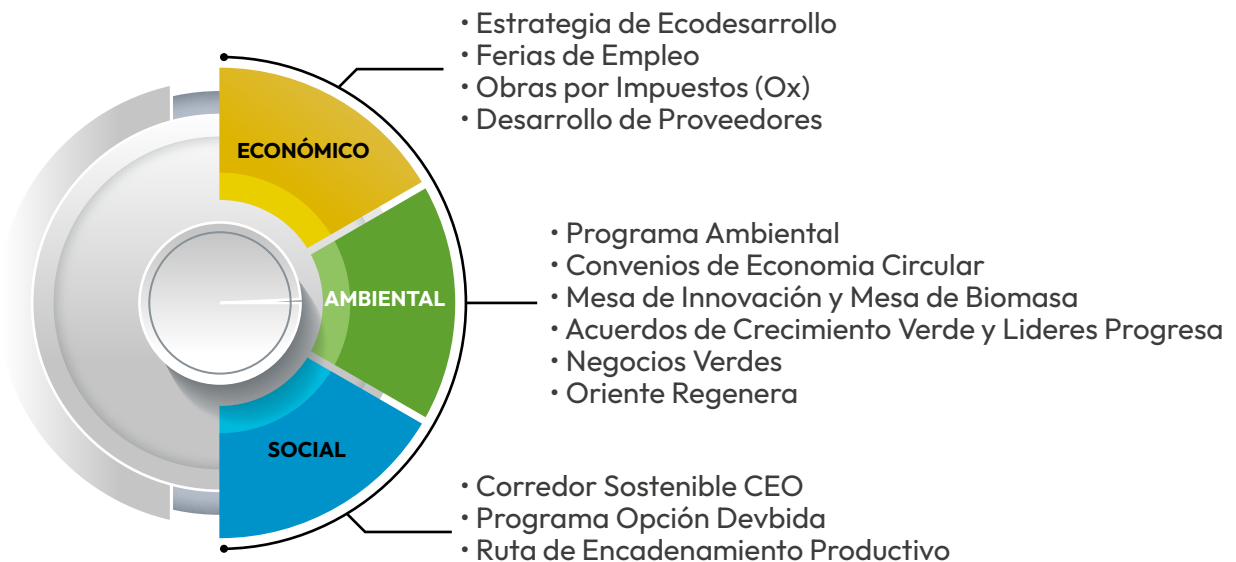 • Estrategia de Ecodesarrollo
• Ferias de Empleo
• Obras por Impuestos (Ox)
• Desarrollo de Proveedores
ECONÓMICO
• Programa Ambiental
• Convenios de Economia Circular
• Mesa de Innovación y Mesa de Biomasa
• Acuerdos de Crecimiento Verde y Lideres Progresa
• Negocios Verdes
• Oriente Regenera
AMBIENTAL
SOCIAL
• Corredor Sostenible CEO
• Programa Opción Devbida
• Ruta de Encadenamiento Productivo